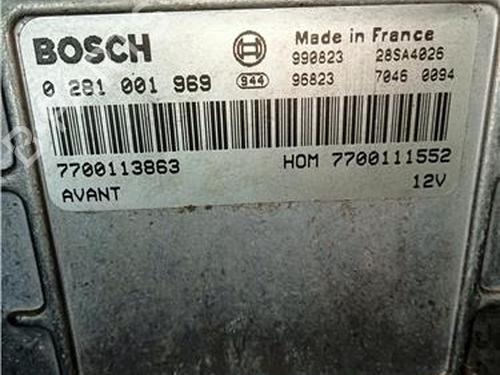 BOSCH Made in France
990823 28SA4026
0 281 001 969 944 96823 7046 0094
7700113863 HOM 7700111552
AVANT 12V